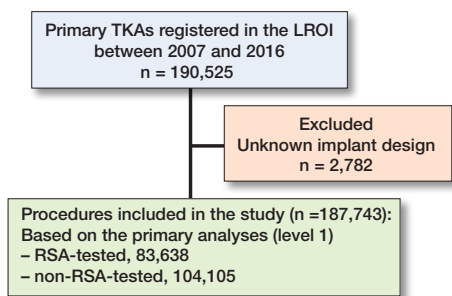 Primary TKAs registered in the LROI
between 2007 and 2016
n = 190,525
Excluded
Unknown implant design
n = 2,782
Procedures included in the study (n =187,743):
Based on the primary analyses (level 1)
– RSA-tested, 83,638
– non-RSA-tested, 104,105